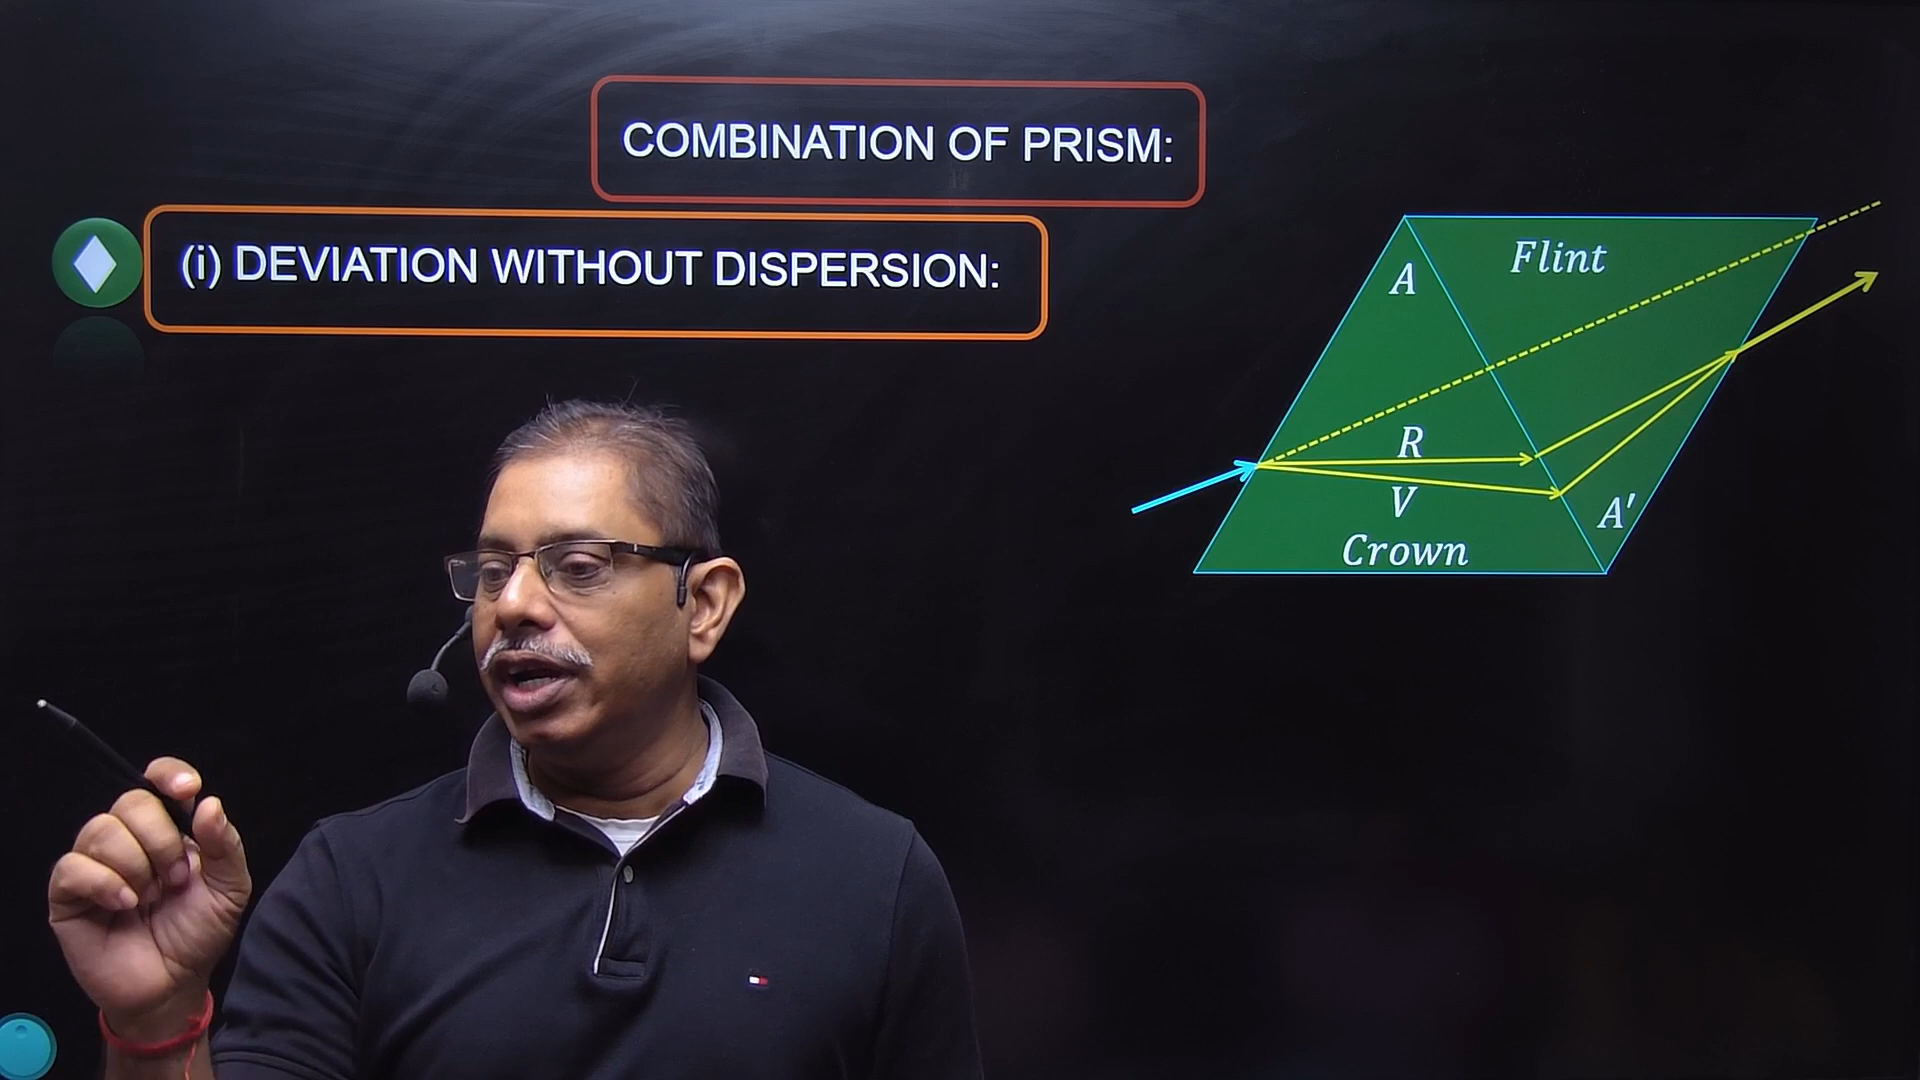 COMBINATION OF PRISM:
(i) DEVIATION WITHOUT DISPERSION:
Flint
A
R
V
A'
Crown